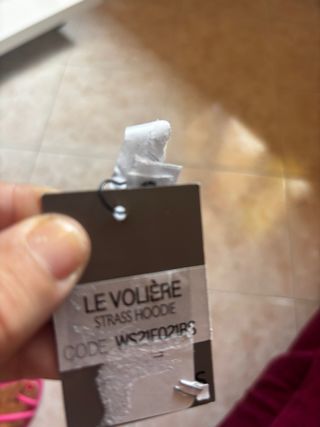 LE VOLIÈRE
STRASS HOODIE
CODE WS21F021BS
S